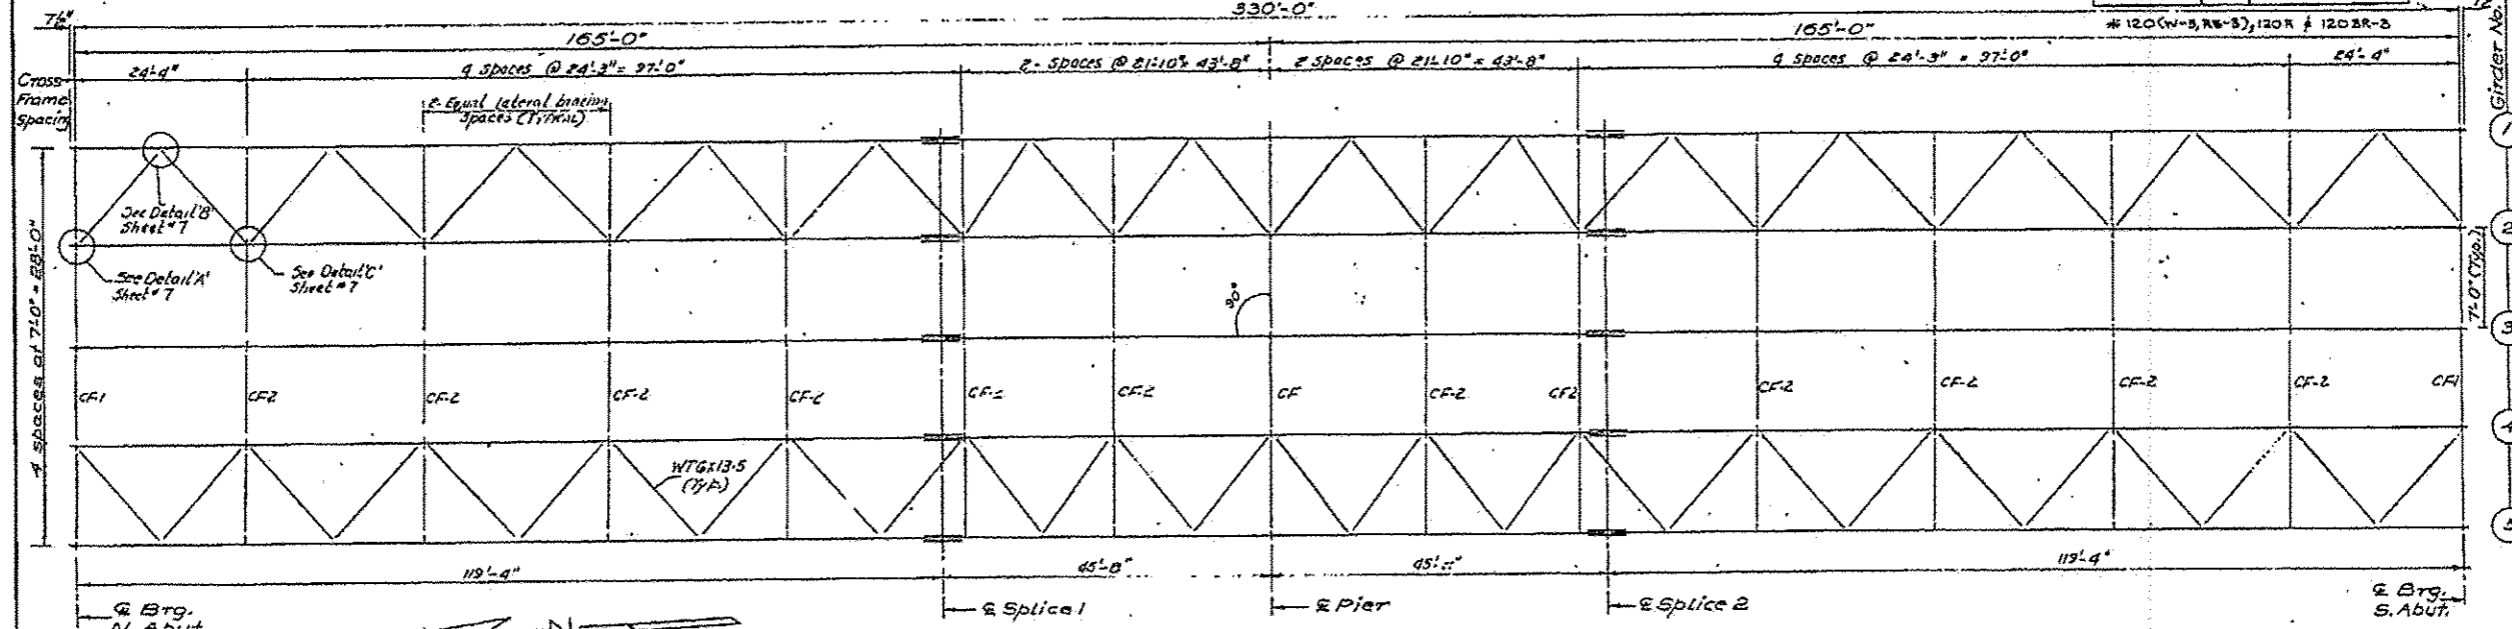 330'-0"
7½"
* 120(W-3,RE-3), 120R & 120BR-3
165'-0"
165'-0"
24'-4"
4 spaces @ 24'-3" = 97'-0"
2- spaces @ 21'-10" = 43'-8"
2 spaces @ 21'-10" = 43'-8"
4 spaces @ 24'-3" = 97'-0"
24'-4"
Cross
Frame
spacing
2-Equal lateral bracing
spaces (TYPICAL)
Girder No.
1
2
3
4
5
See Detail 'B'
Sheet #7
See Detail 'A'
Sheet #7
See Detail 'C'
Sheet #7
90°
7'-0" (Typ.)
4 spaces at 7'-0" = 28'-0"
CF1
CF2
CF-2
CF-2
CF-2
CF-2
CF-2
CF
CF-2
CF2
CF-2
CF-2
CF-2
CF-2
CF1
WT6x13.5
(Typ.)
119'-4"
45'-8"
119'-4"
℄ Brg.
N. Abut.
℄ Splice 1
℄ Pier
℄ Splice 2
℄ Brg.
S. Abut.